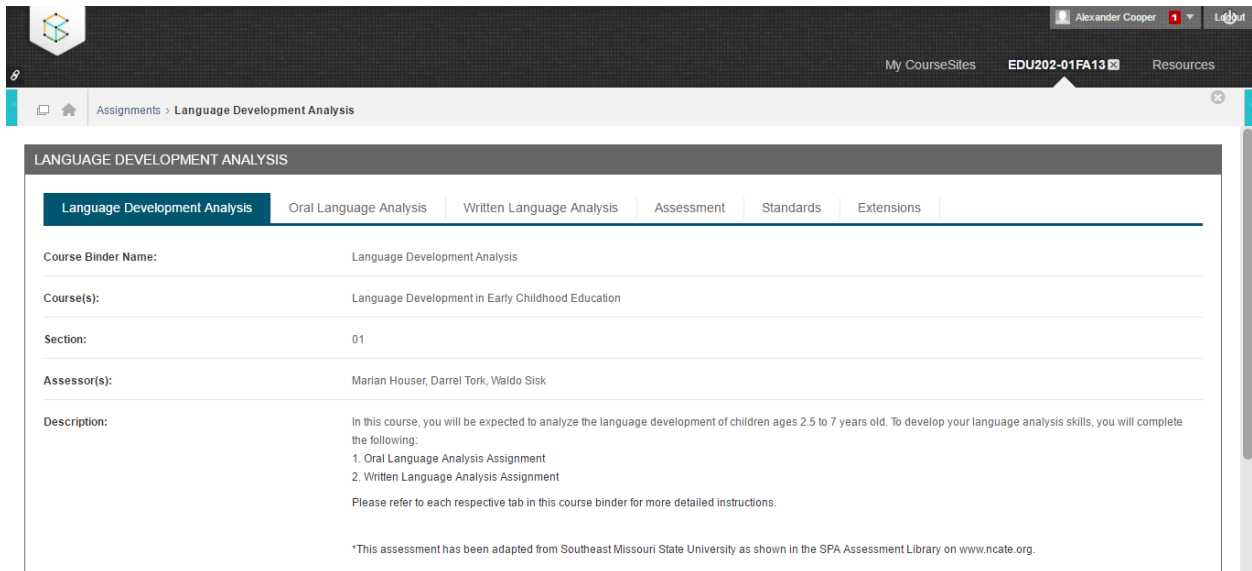 Alexander Cooper 1 Logout
My CourseSites EDU202-01FA13 Resources
Assignments > Language Development Analysis
LANGUAGE DEVELOPMENT ANALYSIS
Language Development Analysis Oral Language Analysis Written Language Analysis Assessment Standards Extensions
Course Binder Name: Language Development Analysis
Course(s): Language Development in Early Childhood Education
Section: 01
Assessor(s): Marian Houser, Darrel Tork, Waldo Sisk
Description: In this course, you will be expected to analyze the language development of children ages 2.5 to 7 years old. To develop your language analysis skills, you will complete
the following:
1. Oral Language Analysis Assignment
2. Written Language Analysis Assignment
Please refer to each respective tab in this course binder for more detailed instructions.
*This assessment has been adapted from Southeast Missouri State University as shown in the SPA Assessment Library on www.ncate.org.